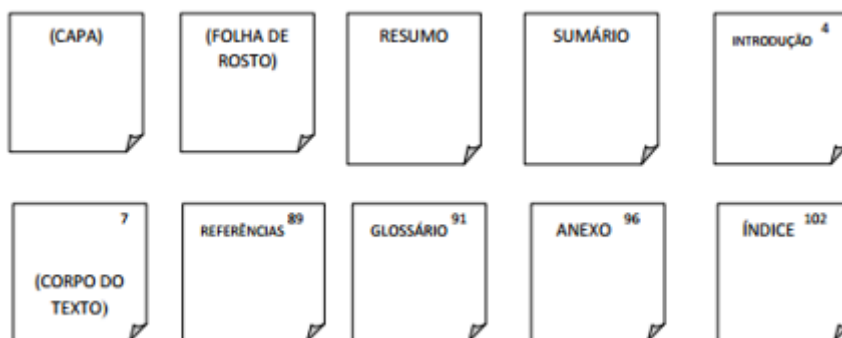 (CAPA)
(FOLHA DE
ROSTO)
RESUMO
SUMÁRIO
INTRODUÇÃO 4
7
(CORPO DO
TEXTO)
REFERÊNCIAS 89
GLOSSÁRIO 91
ANEXO 96
ÍNDICE 102